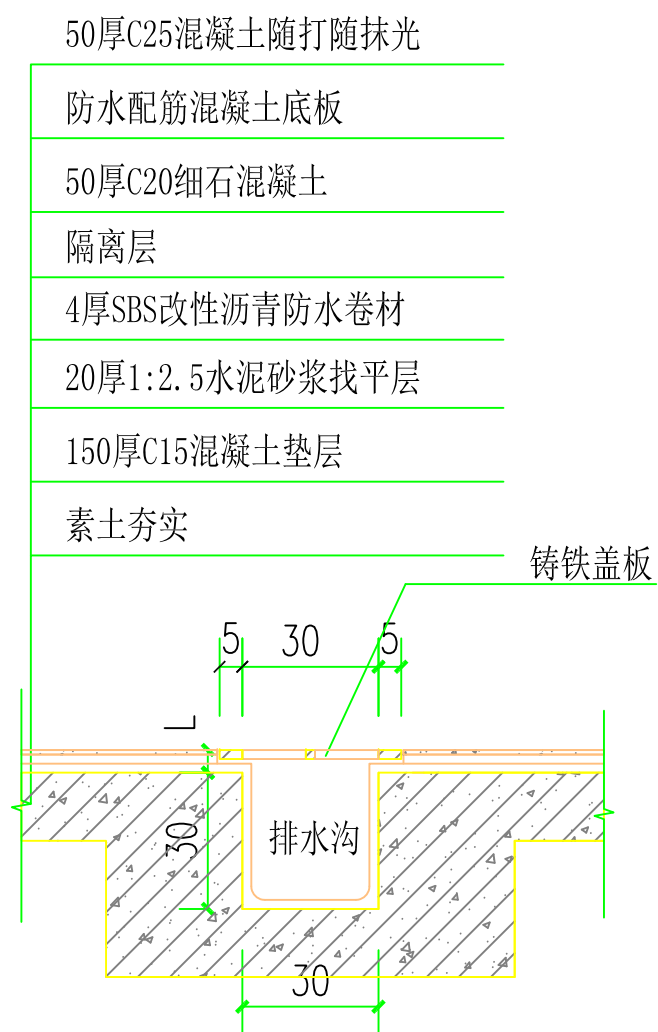 50厚C25混凝土随打随抹光
防水配筋混凝土底板
50厚C20细石混凝土
隔离层
4厚SBS改性沥青防水卷材
20厚1:2.5水泥砂浆找平层
150厚C15混凝土垫层
素土夯实
铸铁盖板
5 30 5
L
30
排水沟
30